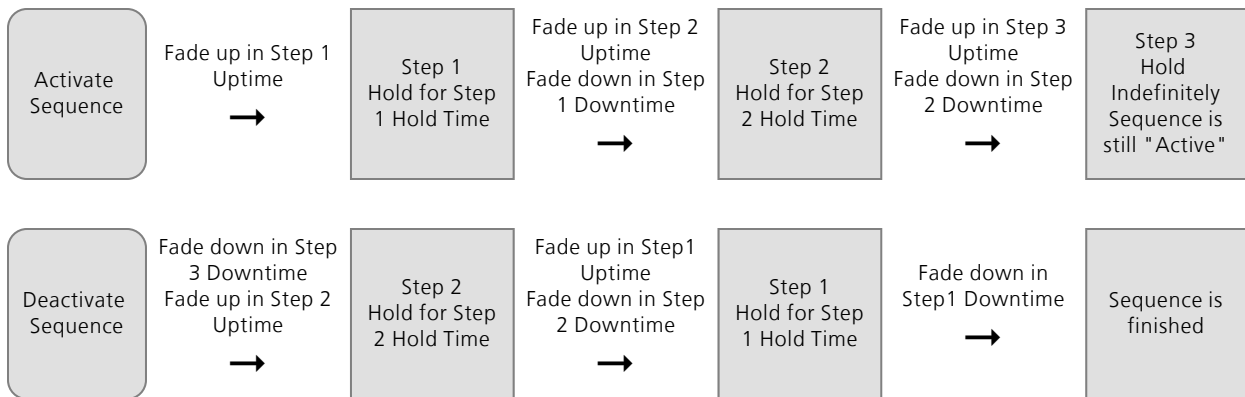 Activate
Sequence
Fade up in Step 1
Uptime
Step 1
Hold for Step
1 Hold Time
Fade up in Step 2
Uptime
Fade down in Step
1 Downtime
Step 2
Hold for Step
2 Hold Time
Fade up in Step 3
Uptime
Fade down in Step
2 Downtime
Step 3
Hold
Indefinitely
Sequence is
still "Active"
Deactivate
Sequence
Fade down in Step
3 Downtime
Fade up in Step 2
Uptime
Step 2
Hold for Step
2 Hold Time
Fade up in Step1
Uptime
Fade down in Step
2 Downtime
Step 1
Hold for Step
1 Hold Time
Fade down in
Step1 Downtime
Sequence is
finished